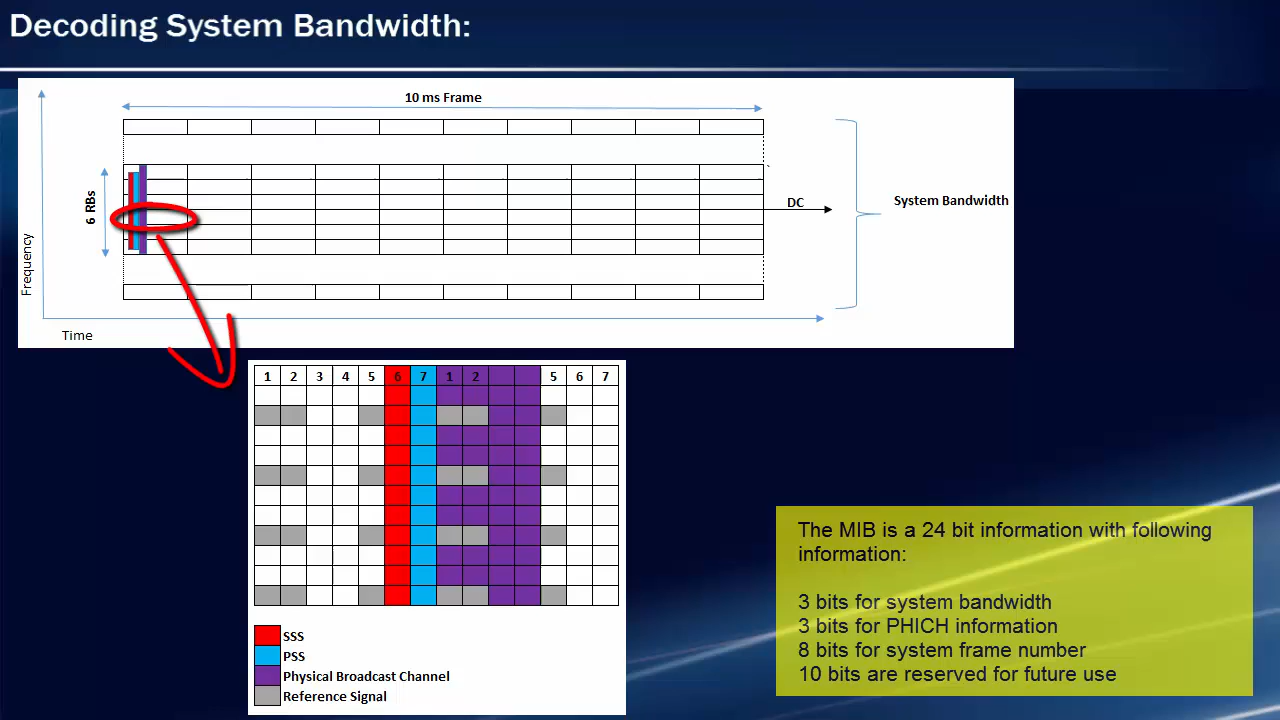 Decoding System Bandwidth:
10 ms Frame
6 RBs
DC
System Bandwidth
Frequency
Time
1 2 3 4 5 6 7 1 2 5 6 7
SSS
PSS
Physical Broadcast Channel
Reference Signal
The MIB is a 24 bit information with following
information:
3 bits for system bandwidth
3 bits for PHICH information
8 bits for system frame number
10 bits are reserved for future use